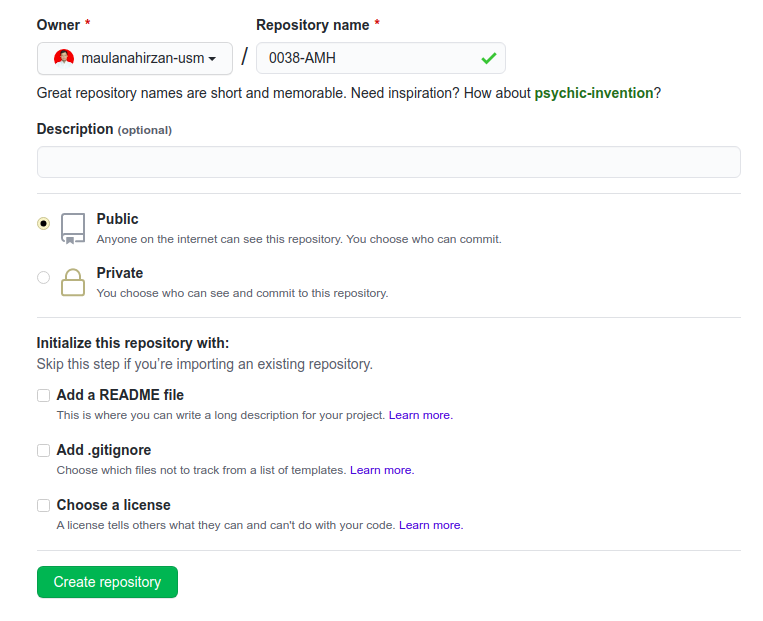 Owner *
Repository name *
maulanahirzan-usm / 0038-AMH
Great repository names are short and memorable. Need inspiration? How about psychic-invention?
Description (optional)
Public
Anyone on the internet can see this repository. You choose who can commit.
Private
You choose who can see and commit to this repository.
Initialize this repository with:
Skip this step if you're importing an existing repository.
Add a README file
This is where you can write a long description for your project. Learn more.
Add .gitignore
Choose which files not to track from a list of templates. Learn more.
Choose a license
A license tells others what they can and can't do with your code. Learn more.
Create repository